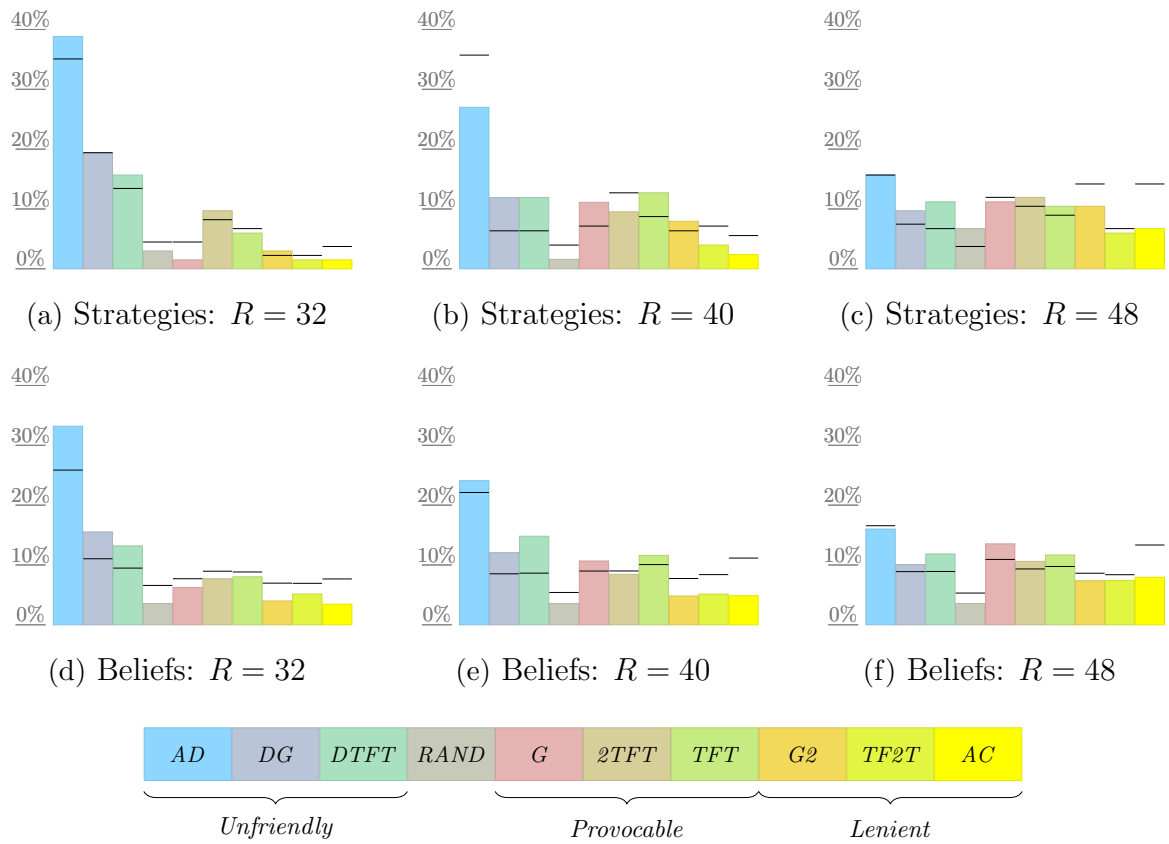 40% 40% 40%
30% 30% 30%
20% 20% 20%
10% 10% 10%
0% 0% 0%
(a) Strategies: R = 32 (b) Strategies: R = 40 (c) Strategies: R = 48
40% 40% 40%
30% 30% 30%
20% 20% 20%
10% 10% 10%
0% 0% 0%
(d) Beliefs: R = 32 (e) Beliefs: R = 40 (f) Beliefs: R = 48
AD DG DTFT RAND G 2TFT TFT G2 TF2T AC
Unfriendly Provocable Lenient